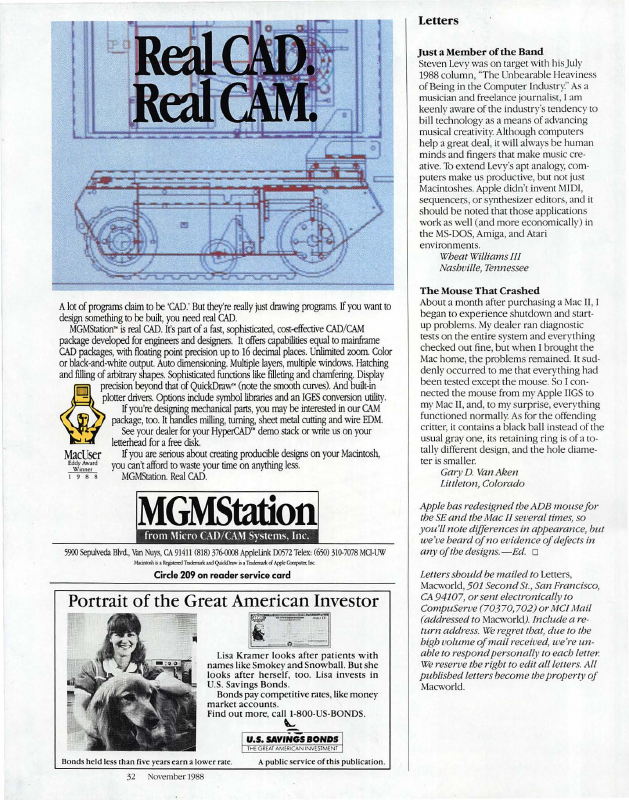 Real CAD.
Real CAM.
A lot of programs claim to be 'CAD.' But they're really just drawing programs. If you want to
design something to be built, you need real CAD.
MGMStation™ is real CAD. It's part of a fast, sophisticated, cost-effective CAD/CAM
package developed for engineers and designers. It offers capabilities equal to mainframe
CAD packages, with floating point precision up to 16 decimal places. Unlimited zoom. Color
or black-and-white output. Auto dimensioning. Multiple layers, multiple windows. Hatching
and filling of arbitrary shapes. Sophisticated functions like filleting and chamfering. Display
precision beyond that of QuickDraw™ (note the smooth curves). And built-in
plotter drivers. Options include symbol libraries and an IGES conversion utility.
If you're designing mechanical parts, you may be interested in our CAM
package, too. It handles milling, turning, sheet metal cutting and wire EDM.
See your dealer for your HyperCAD™ demo stack or write us on your
letterhead for a free disk.
If you are serious about creating producible designs on your Macintosh,
you can't afford to waste your time on anything less.
MGMStation. Real CAD.
MacUser
Eddy Award
Winner
1988
MGMStation
from Micro CAD/CAM Systems, Inc.
5900 Sepulveda Blvd., Van Nuys, CA 91411 (818) 376-0008 AppleLink D0572 Telex: (650) 310-7078 MCI-UW
Macintosh is a Registered Trademark and QuickDraw is a Trademark of Apple Computer, Inc
Circle 209 on reader service card
Portrait of the Great American Investor
Lisa Kramer looks after patients with
names like Smokey and Snowball. But she
looks after herself, too. Lisa invests in
U.S. Savings Bonds.
Bonds pay competitive rates, like money
market accounts.
Find out more, call 1-800-US-BONDS.
U.S. SAVINGS BONDS
THE GREAT AMERICAN INVESTMENT
Bonds held less than five years earn a lower rate.
A public service of this publication.
32 November 1988
Letters
Just a Member of the Band
Steven Levy was on target with his July
1988 column, "The Unbearable Heaviness
of Being in the Computer Industry." As a
musician and freelance journalist, I am
keenly aware of the industry's tendency to
bill technology as a means of advancing
musical creativity. Although computers
help a great deal, it will always be human
minds and fingers that make music cre-
ative. To extend Levy's apt analogy, com-
puters make us productive, but not just
Macintoshes. Apple didn't invent MIDI,
sequencers, or synthesizer editors, and it
should be noted that those applications
work as well (and more economically) in
the MS-DOS, Amiga, and Atari
environments.
Wheat Williams III
Nashville, Tennessee
The Mouse That Crashed
About a month after purchasing a Mac II, I
began to experience shutdown and start-
up problems. My dealer ran diagnostic
tests on the entire system and everything
checked out fine, but when I brought the
Mac home, the problems remained. It sud-
denly occurred to me that everything had
been tested except the mouse. So I con-
nected the mouse from my Apple IIGS to
my Mac II, and, to my surprise, everything
functioned normally. As for the offending
critter, it contains a black ball instead of the
usual gray one, its retaining ring is of a to-
tally different design, and the hole diame-
ter is smaller.
Gary D. Van Aken
Littleton, Colorado
Apple has redesigned the ADB mouse for
the SE and the Mac II several times, so
you'll note differences in appearance, but
we've heard of no evidence of defects in
any of the designs.—Ed. □
Letters should be mailed to Letters,
Macworld, 501 Second St., San Francisco,
CA 94107, or sent electronically to
CompuServe (70370,702) or MCI Mail
(addressed to Macworld). Include a re-
turn address. We regret that, due to the
high volume of mail received, we're un-
able to respond personally to each letter.
We reserve the right to edit all letters. All
published letters become the property of
Macworld.